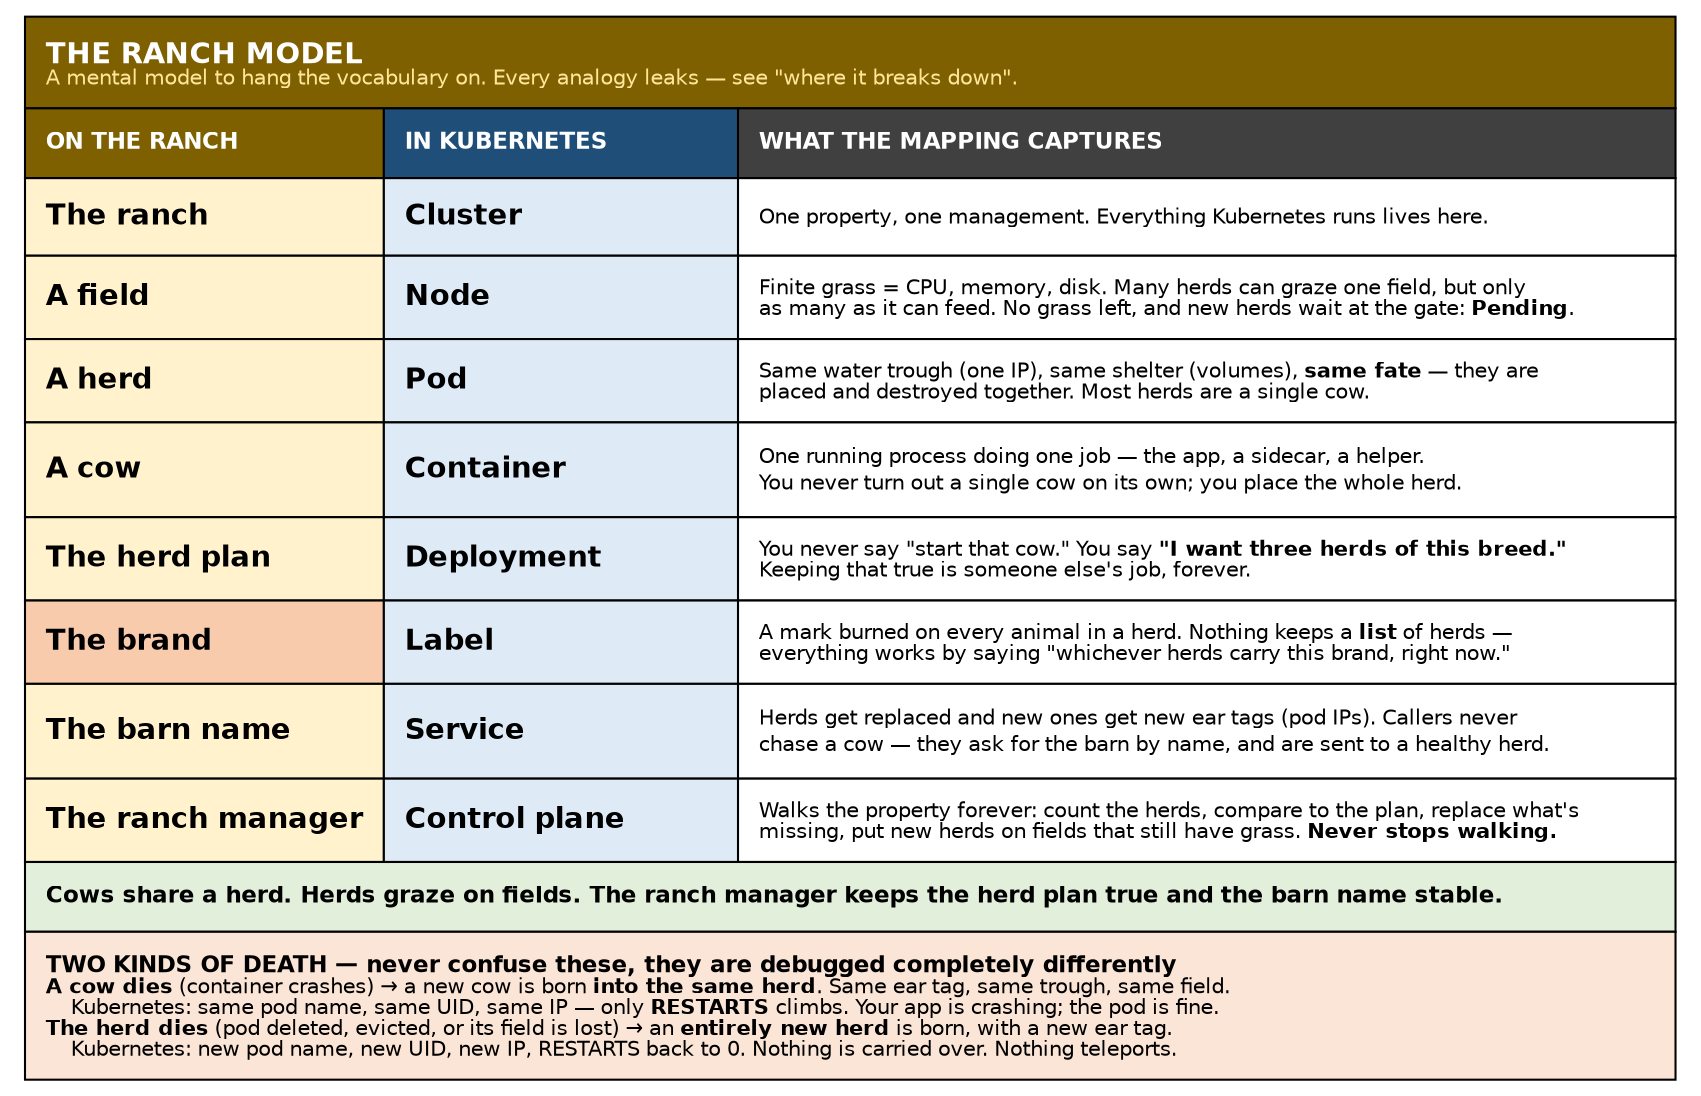 THE RANCH MODEL
A mental model to hang the vocabulary on. Every analogy leaks — see "where it breaks down".
ON THE RANCH
IN KUBERNETES
WHAT THE MAPPING CAPTURES
The ranch
Cluster
One property, one management. Everything Kubernetes runs lives here.
A field
Node
Finite grass = CPU, memory, disk. Many herds can graze one field, but only
as many as it can feed. No grass left, and new herds wait at the gate: Pending.
A herd
Pod
Same water trough (one IP), same shelter (volumes), same fate — they are
placed and destroyed together. Most herds are a single cow.
A cow
Container
One running process doing one job — the app, a sidecar, a helper.
You never turn out a single cow on its own; you place the whole herd.
The herd plan
Deployment
You never say "start that cow." You say "I want three herds of this breed."
Keeping that true is someone else's job, forever.
The brand
Label
A mark burned on every animal in a herd. Nothing keeps a list of herds —
everything works by saying "whichever herds carry this brand, right now."
The barn name
Service
Herds get replaced and new ones get new ear tags (pod IPs). Callers never
chase a cow — they ask for the barn by name, and are sent to a healthy herd.
The ranch manager
Control plane
Walks the property forever: count the herds, compare to the plan, replace what's
missing, put new herds on fields that still have grass. Never stops walking.
Cows share a herd. Herds graze on fields. The ranch manager keeps the herd plan true and the barn name stable.
TWO KINDS OF DEATH — never confuse these, they are debugged completely differently
A cow dies (container crashes) → a new cow is born into the same herd. Same ear tag, same trough, same field.
Kubernetes: same pod name, same UID, same IP — only RESTARTS climbs. Your app is crashing; the pod is fine.
The herd dies (pod deleted, evicted, or its field is lost) → an entirely new herd is born, with a new ear tag.
Kubernetes: new pod name, new UID, new IP, RESTARTS back to 0. Nothing is carried over. Nothing teleports.